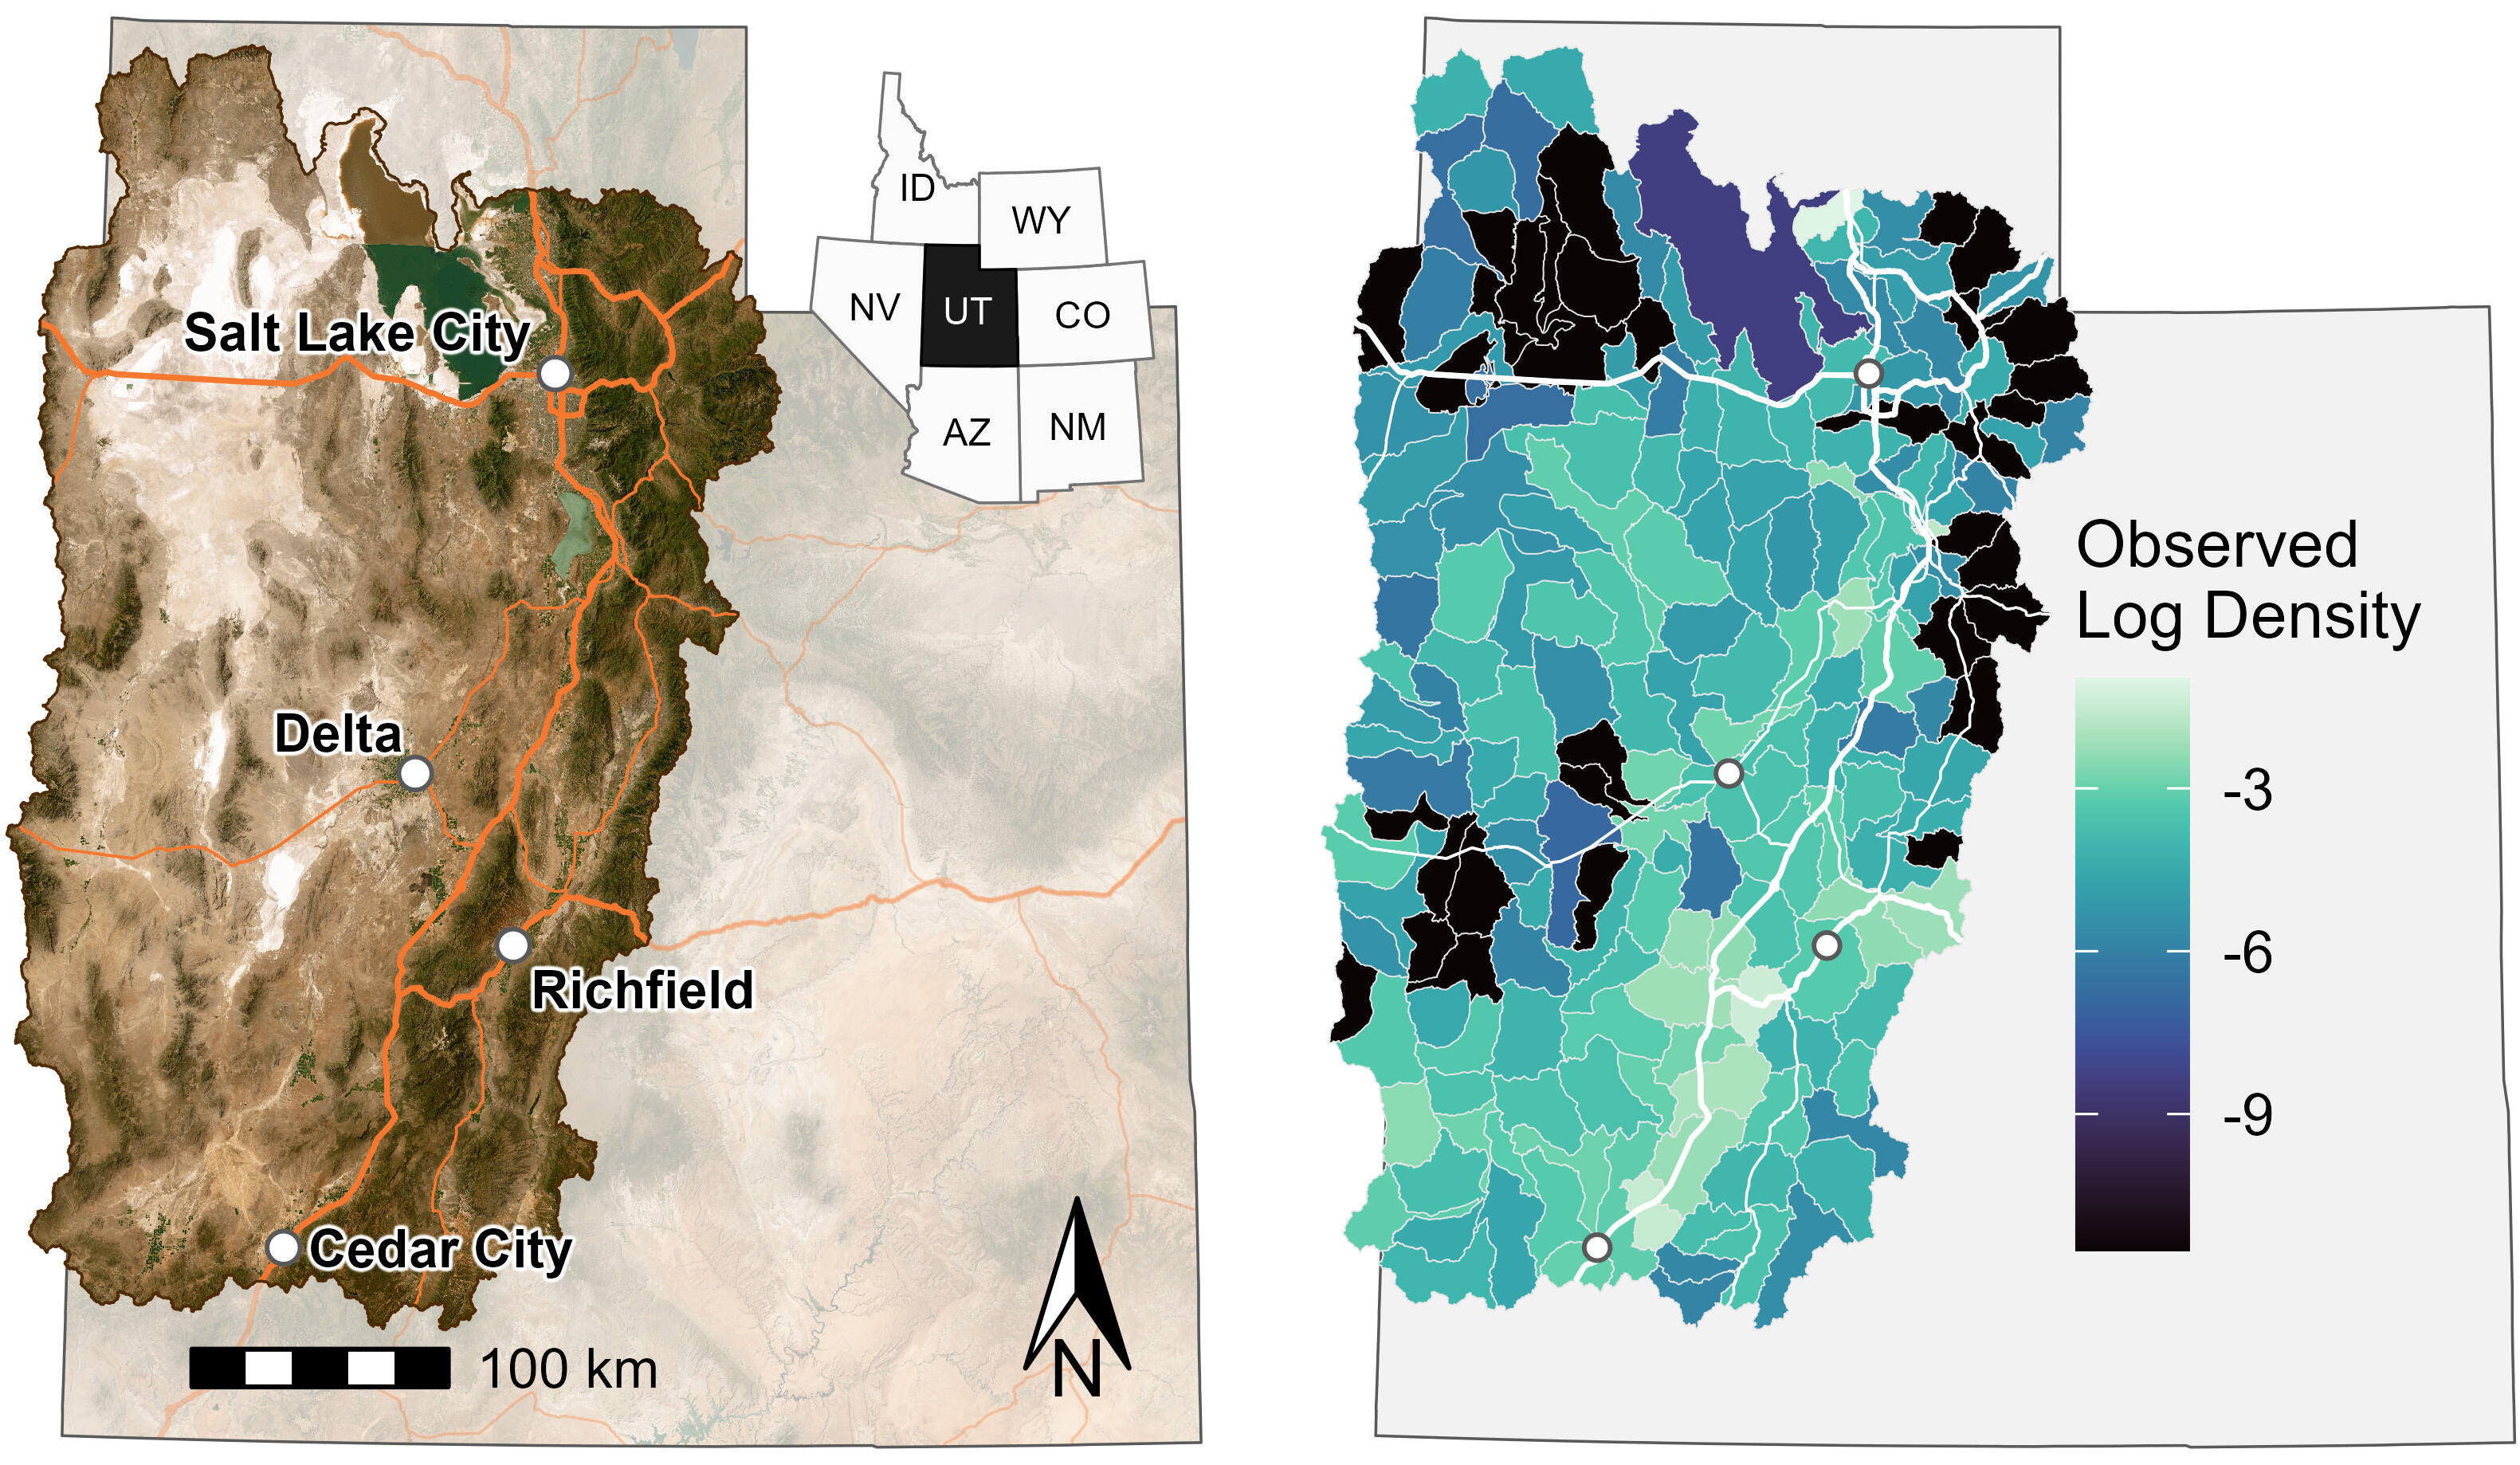 ID
WY
NV
UT
CO
AZ
NM
Salt Lake City
Delta
Richfield
Cedar City
100 km
N
Observed
Log Density
-3
-6
-9